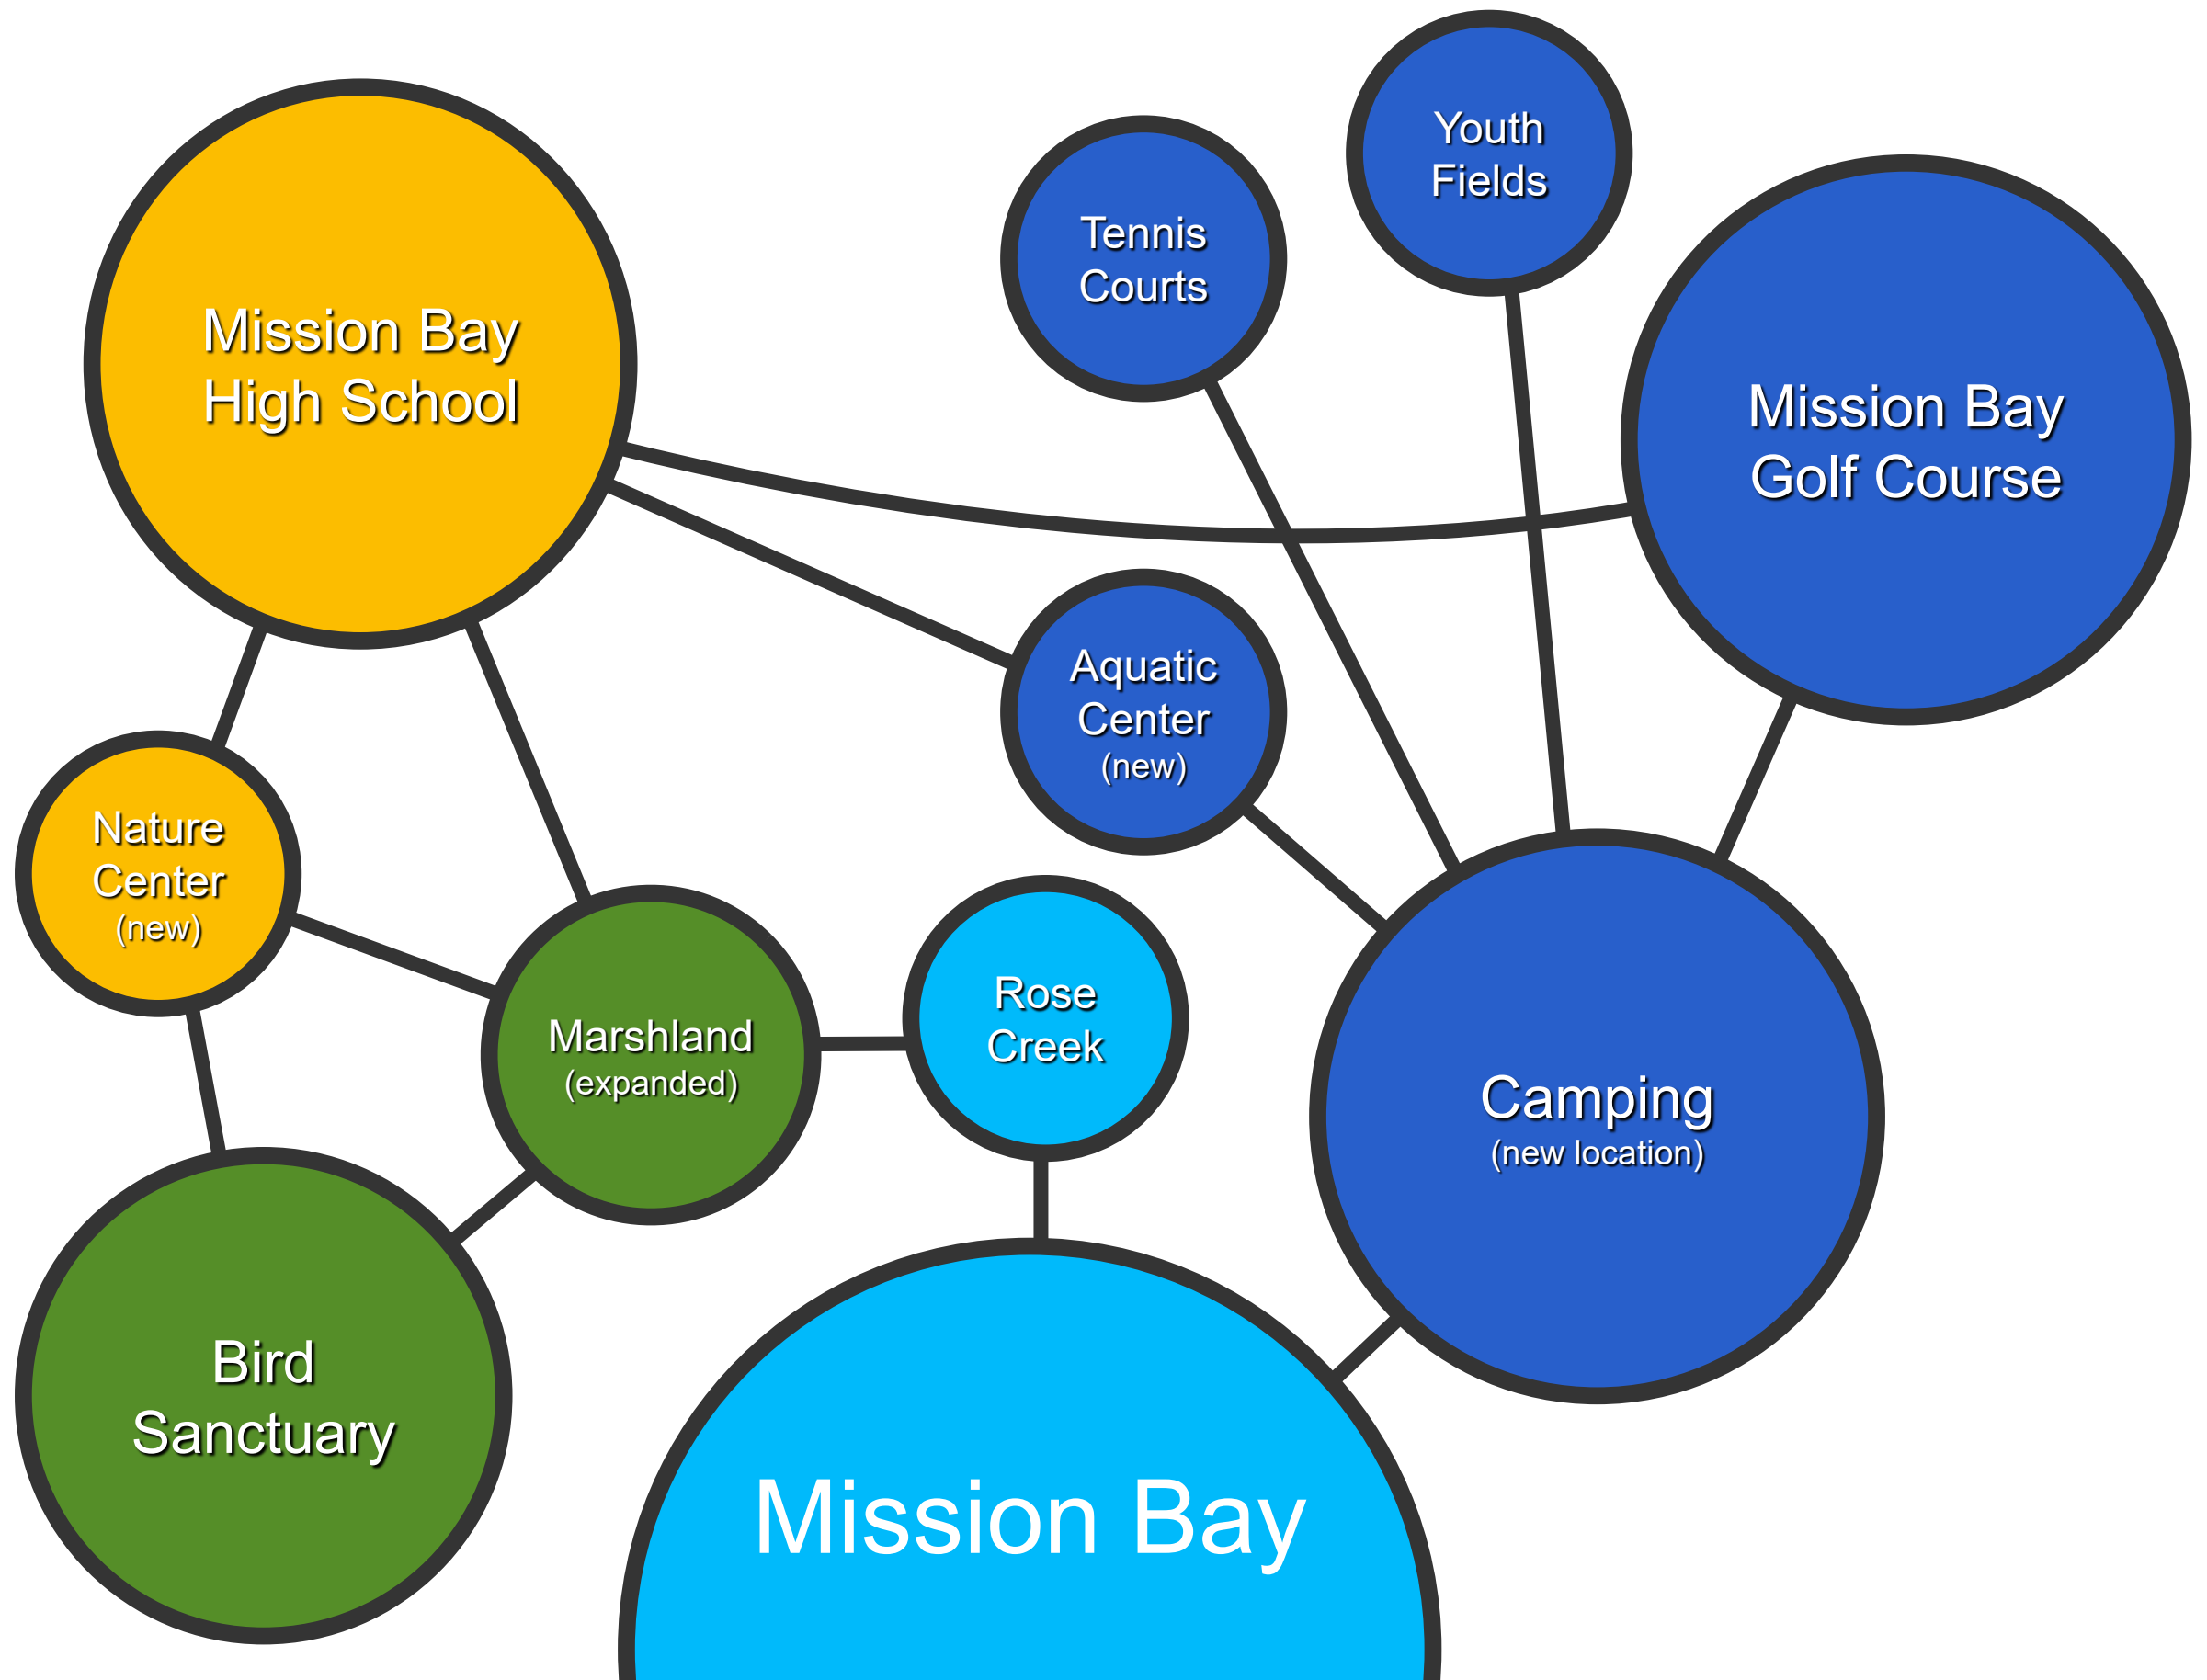 Youth
Fields
Tennis
Courts
Mission Bay
High School
Mission Bay
Golf Course
Aquatic
Center
(new)
Nature
Center
(new)
Rose
Creek
Marshland
(expanded)
Camping
(new location)
Bird
Sanctuary
Mission Bay